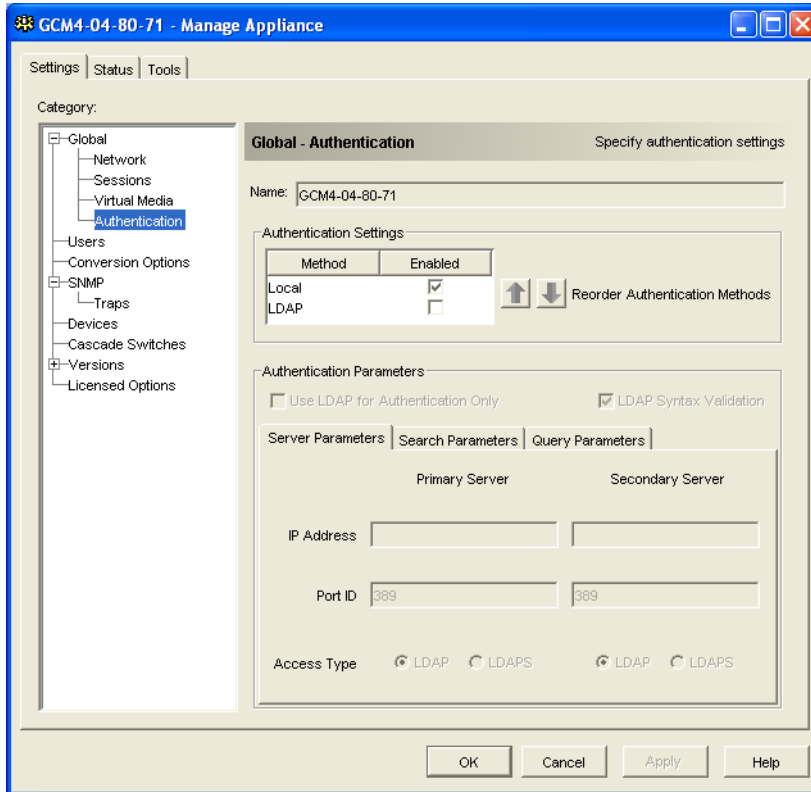 GCM4-04-80-71 - Manage Appliance
Settings Status Tools
Category:
Global
Network
Sessions
Virtual Media
Authentication
Users
Conversion Options
SNMP
Traps
Devices
Cascade Switches
Versions
Licensed Options
Global - Authentication Specify authentication settings
Name: GCM4-04-80-71
Authentication Settings
Method Enabled
Local
LDAP
Reorder Authentication Methods
Authentication Parameters
Use LDAP for Authentication Only LDAP Syntax Validation
Server Parameters Search Parameters Query Parameters
Primary Server Secondary Server
IP Address
Port ID 389 389
Access Type LDAP LDAPS LDAP LDAPS
OK Cancel Apply Help